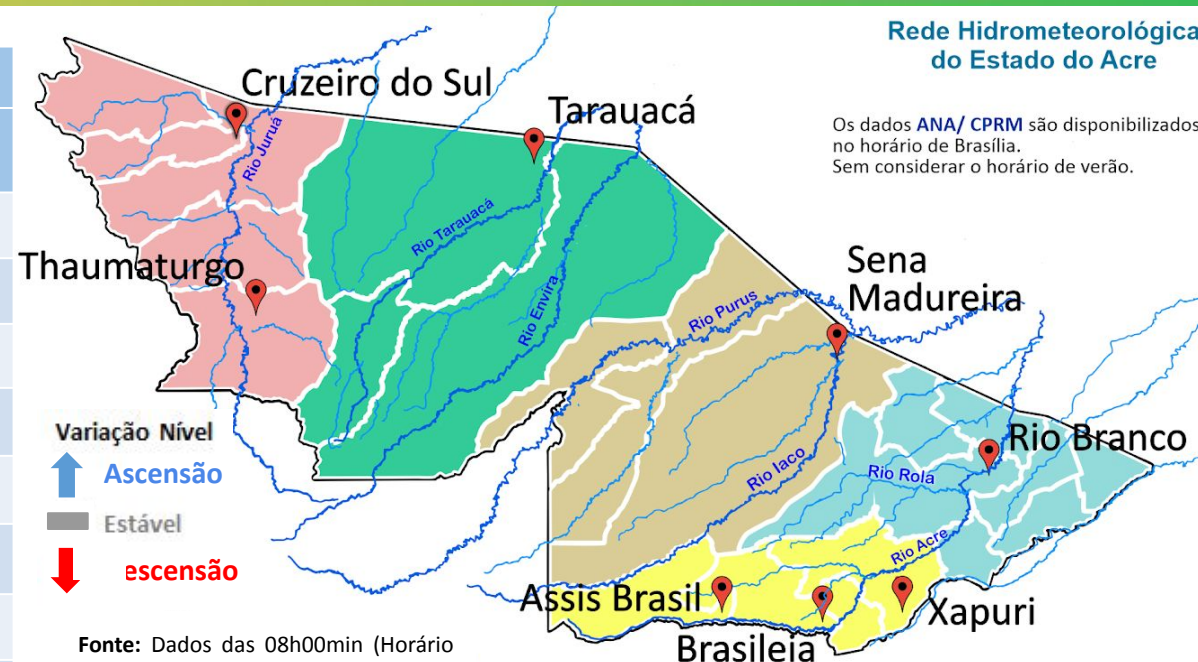 Rede Hidrometeorológica
do Estado do Acre
Os dados ANA/ CPRM são disponibilizados
no horário de Brasília.
Sem considerar o horário de verão.
Cruzeiro do Sul
Tarauacá
Rio Juruá
Rio Tarauacá
Thaumaturgo
Rio Envira
Sena
Madureira
Rio Purus
Variação Nível
Ascensão
Estável
escensão
Rio Branco
Rio Iaco
Rio Rola
Rio Acre
Assis Brasil
Xapuri
Brasileia
Fonte: Dados das 08h00min (Horário